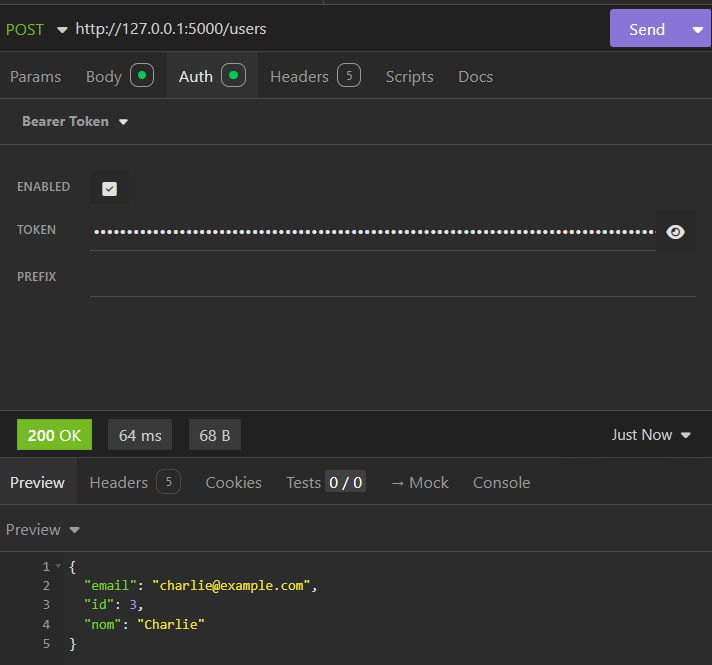 POST http://127.0.0.1:5000/users Send
Params Body Auth Headers 5 Scripts Docs
Bearer Token
ENABLED
TOKEN ••••••••••••••••••••••••••••••••••••••••••••••••••••••••••••••••••••••••••••••••••••
PREFIX
200 OK 64 ms 68 B Just Now
Preview Headers 5 Cookies Tests 0 / 0 → Mock Console
Preview
1 {
2 "email": "charlie@example.com",
3 "id": 3,
4 "nom": "Charlie"
5 }